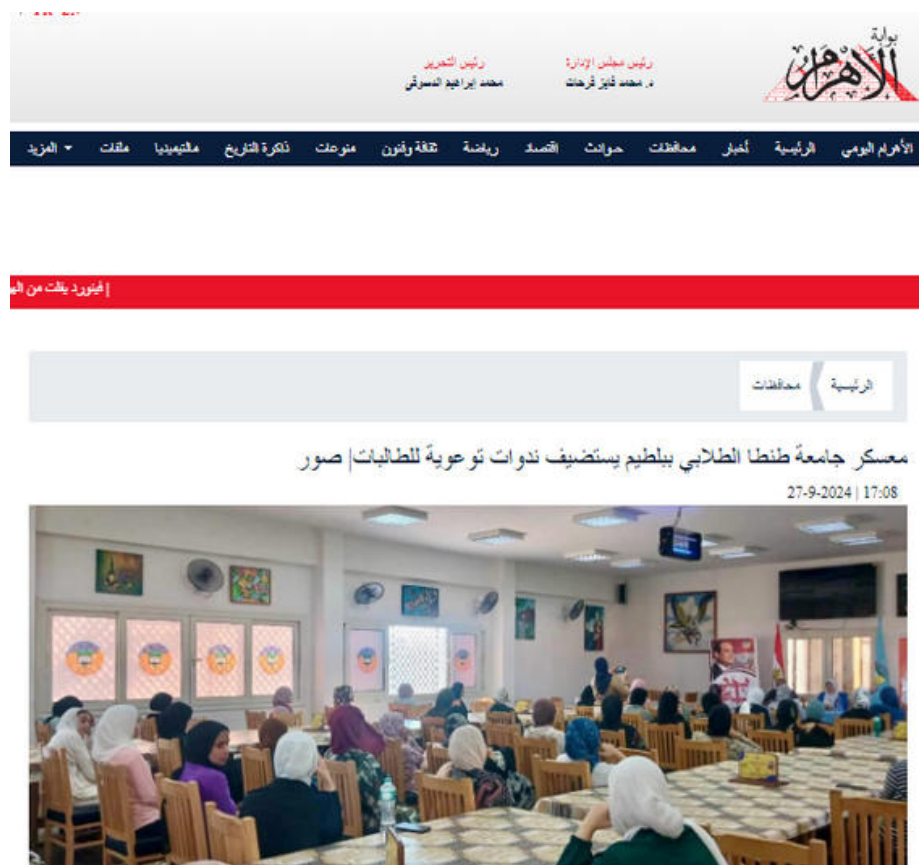 بوابة
الأهرام
رئيس مجلس الإدارة
د. محمد فايز فرحات
رئيس التحرير
محمد إبراهيم الدسوقي
الأهرام اليومي الرئيسية أخبار محافظات حوادث اقتصاد رياضة ثقافة وفنون منوعات ذاكرة التاريخ مالتيميديا ملفات المزيد
| فينورد يفلت من
الرئيسية محافظات
معسكر جامعة طنطا الطلابي ببلطيم يستضيف ندوات توعوية للطالبات| صور
27-9-2024 | 17:08